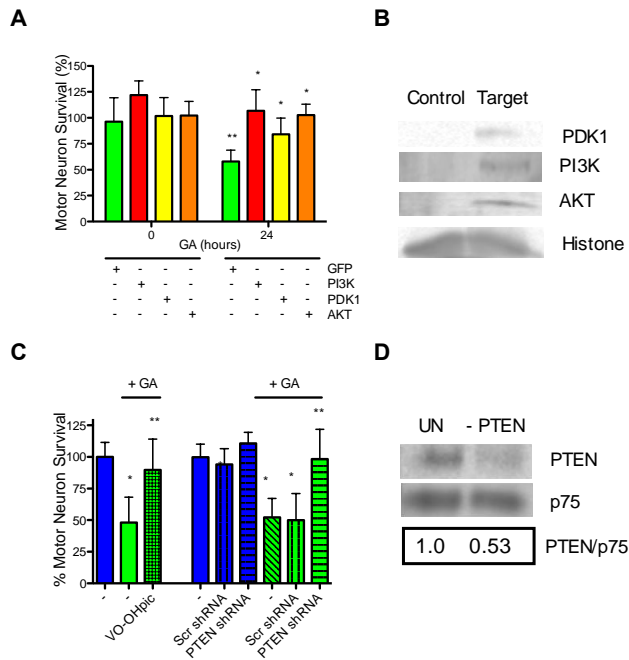 A
Motor Neuron Survival (%)
150
125
100
75
50
25
0
* * *
**
0 24
GA (hours)
+ - - - + - - - GFP
- + - - - + - - PI3K
- - + - - - + - PDK1
- - - + - - - + AKT
B
Control Target
PDK1
PI3K
AKT
Histone
C
% Motor Neuron Survival
125
100
75
50
25
0
+ GA
+ GA
* **
* * * **
- - VO-OHpic
- Scr shRNA PTEN shRNA - Scr shRNA PTEN shRNA
D
UN - PTEN
PTEN
p75
1.0 0.53 PTEN/p75